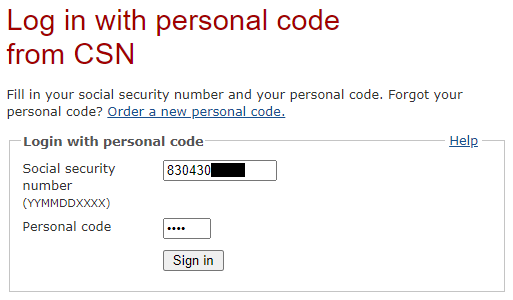 Log in with personal code
from CSN
Fill in your social security number and your personal code. Forgot your
personal code? Order a new personal code.
Login with personal code
Help
Social security
number
(YYMMDDXXXX)
830430
Personal code
••••
Sign in